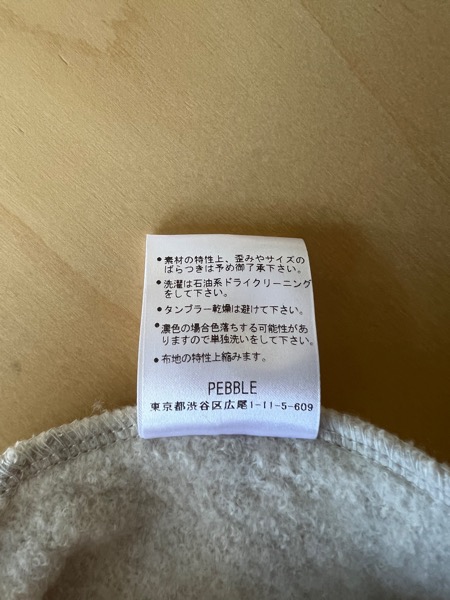 ●素材の特性上、歪みやサイズの
ばらつきは予め御了承下さい。
●洗濯は石油系ドライクリーニング
をして下さい。
●タンブラー乾燥は避けて下さい。
●濃色の場合色落ちする可能性があ
りますので単独洗いをして下さい。
●布地の特性上縮みます。
PEBBLE
東京都渋谷区広尾1-11-5-609